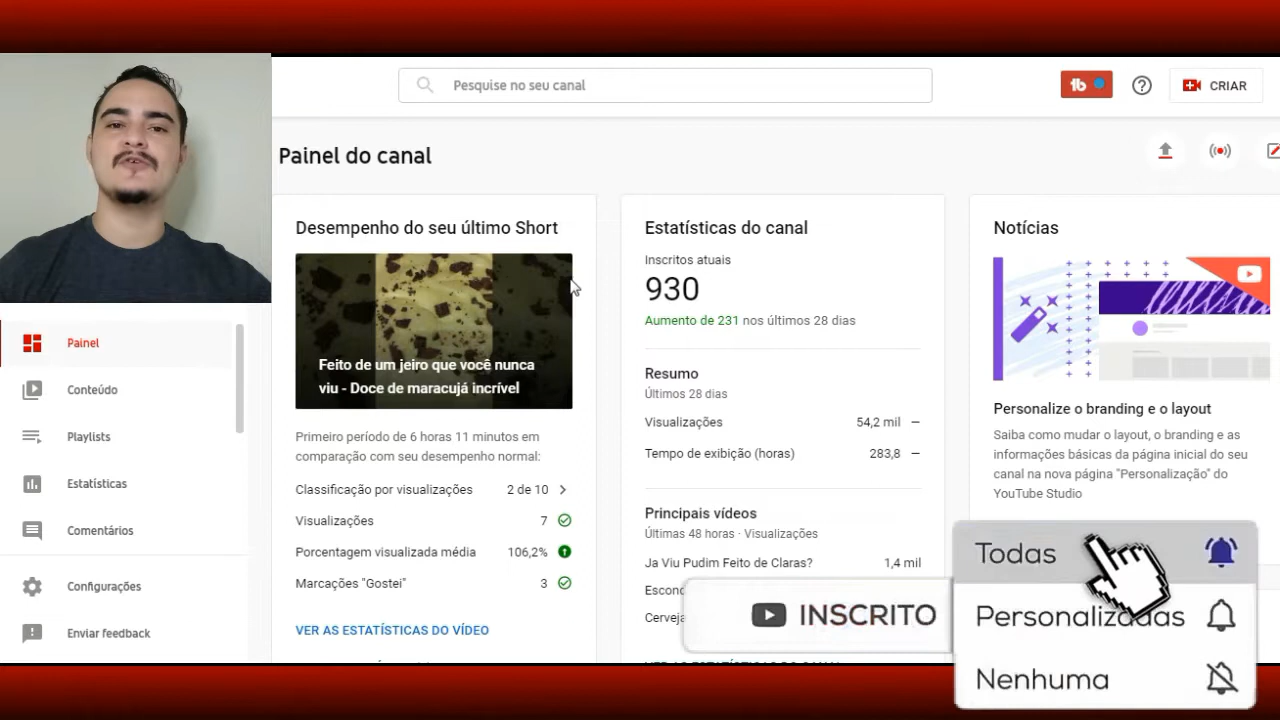 Pesquise no seu canal
CRIAR
Painel do canal
Painel
Conteúdo
Playlists
Estatísticas
Comentários
Configurações
Enviar feedback
Desempenho do seu último Short
Feito de um jeiro que você nunca
viu - Doce de maracujá incrível
Primeiro período de 6 horas 11 minutos em
comparação com seu desempenho normal:
Classificação por visualizações 2 de 10
Visualizações 7
Porcentagem visualizada média 106,2%
Marcações "Gostei" 3
VER AS ESTATÍSTICAS DO VÍDEO
Estatísticas do canal
Inscritos atuais
930
Aumento de 231 nos últimos 28 dias
Resumo
Últimos 28 dias
Visualizações 54,2 mil —
Tempo de exibição (horas) 283,8 —
Principais vídeos
Últimas 48 horas · Visualizações
Ja Viu Pudim Feito de Claras? 1,4 mil
Notícias
Personalize o branding e o layout
Saiba como mudar o layout, o branding e as
informações básicas da página inicial do seu
canal na nova página "Personalização" do
YouTube Studio
INSCRITO
Todas
Personalizadas
Nenhuma